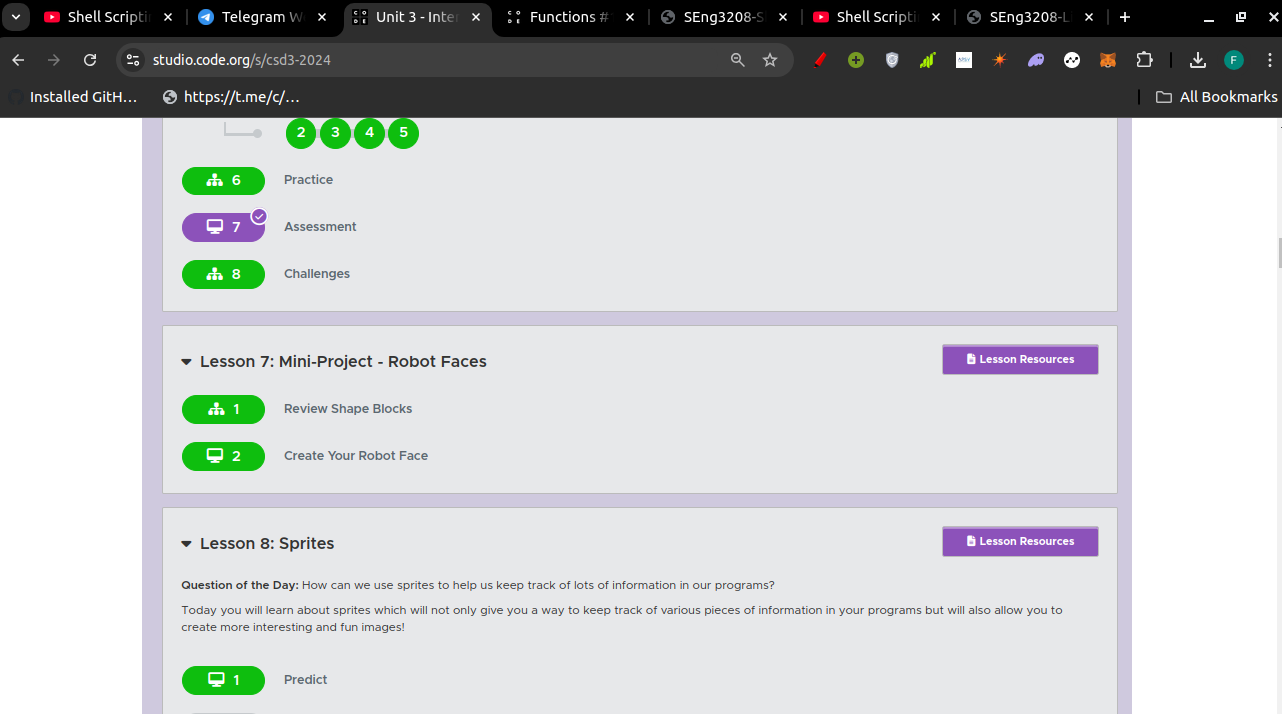 Shell Scripti
Telegram W
Unit 3 - Inter
Functions #
SEng3208-S
Shell Scripti
SEng3208-L
studio.code.org/s/csd3-2024
F
Installed GitH...
https://t.me/c/...
All Bookmarks
2 3 4 5
6 Practice
7 Assessment
8 Challenges
Lesson 7: Mini-Project - Robot Faces
Lesson Resources
1 Review Shape Blocks
2 Create Your Robot Face
Lesson 8: Sprites
Lesson Resources
Question of the Day: How can we use sprites to help us keep track of lots of information in our programs?
Today you will learn about sprites which will not only give you a way to keep track of various pieces of information in your programs but will also allow you to
create more interesting and fun images!
1 Predict